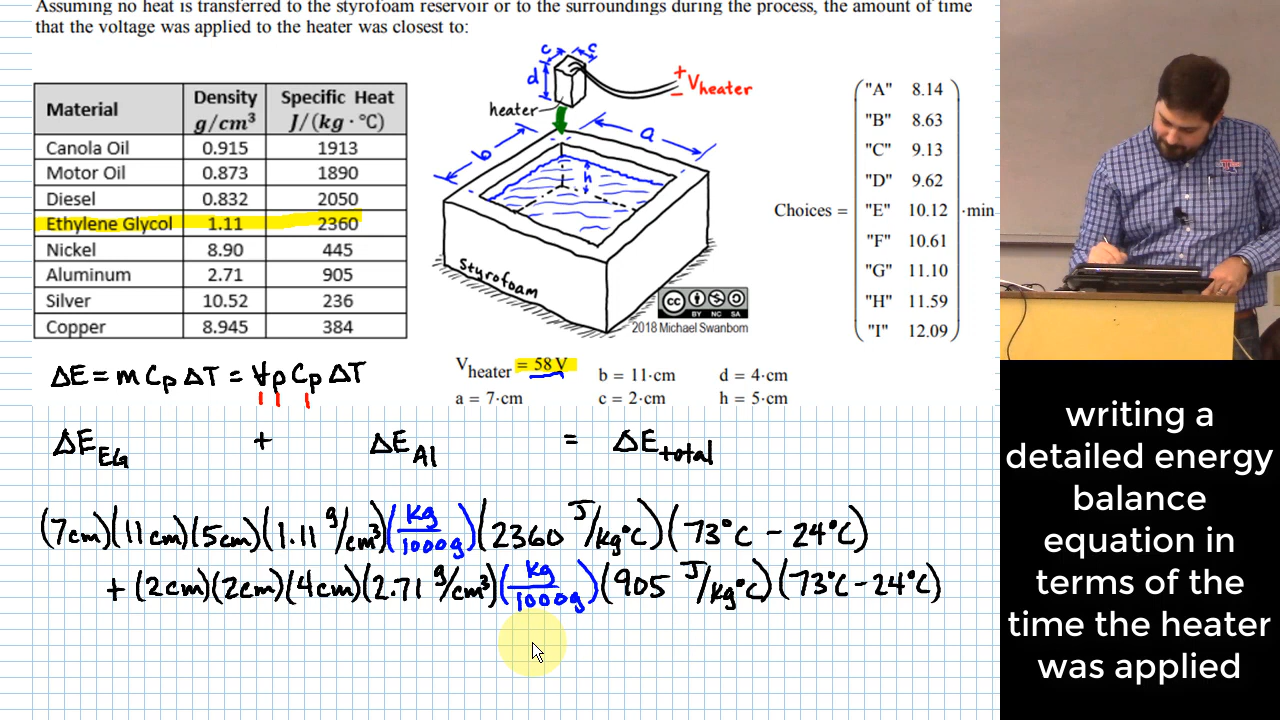 Assuming no heat is transferred to the styrofoam reservoir or to the surroundings during the process, the amount of time
that the voltage was applied to the heater was closest to:
Material Density g/cm³ Specific Heat J/(kg · °C)
Canola Oil 0.915 1913
Motor Oil 0.873 1890
Diesel 0.832 2050
Ethylene Glycol 1.11 2360
Nickel 8.90 445
Aluminum 2.71 905
Silver 10.52 236
Copper 8.945 384
c c
d
+
− Vheater
heater
b a
h
Styrofoam
cc BY NC SA
2018 Michael Swanbom
Choices =
"A" 8.14
"B" 8.63
"C" 9.13
"D" 9.62
"E" 10.12 ·min
"F" 10.61
"G" 11.10
"H" 11.59
"I" 12.09
Vheater = 58 V b = 11·cm d = 4·cm
a = 7·cm c = 2·cm h = 5·cm
ΔE = m Cp ΔT = ∀ρ Cp ΔT
ΔE_EG + ΔE_Al = ΔE_total
(7cm)(11cm)(5cm)(1.11 g/cm³)(kg/1000g)(2360 J/kg°C)(73°C − 24°C)
+ (2cm)(2cm)(4cm)(2.71 g/cm³)(kg/1000g)(905 J/kg°C)(73°C − 24°C)
writing a
detailed energy
balance
equation in
terms of the
time the heater
was applied